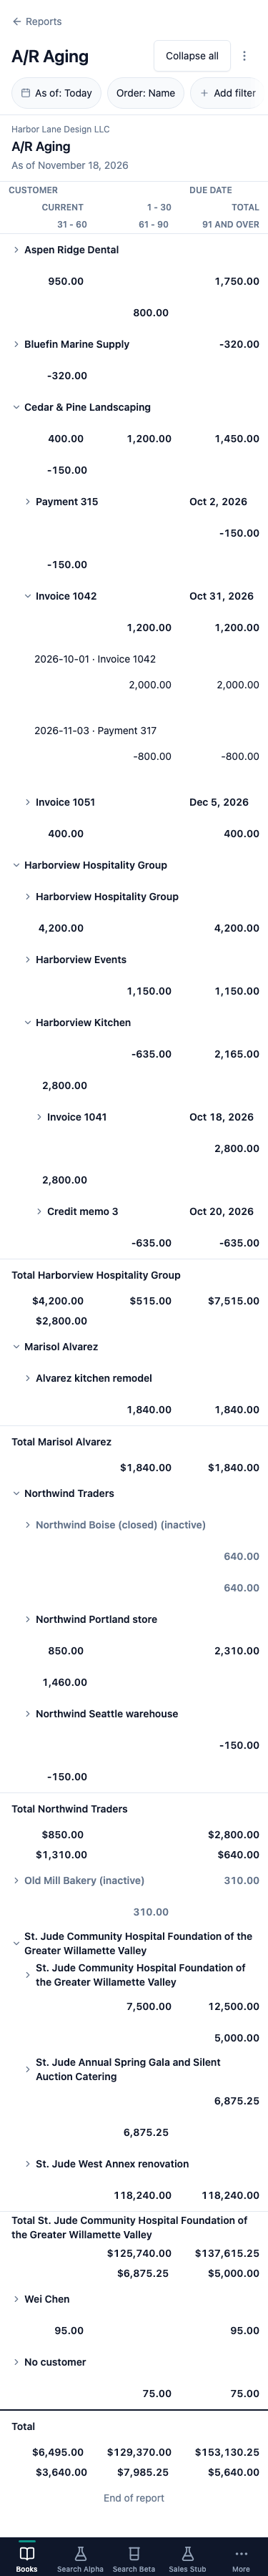 Reports
A/R Aging
Collapse all
As of: Today
Order: Name
Add filter
Harbor Lane Design LLC
A/R Aging
As of November 18, 2026
CUSTOMER DUE DATE
CURRENT 1 - 30 TOTAL
31 - 60 61 - 90 91 AND OVER
Aspen Ridge Dental
950.00 1,750.00
800.00
Bluefin Marine Supply -320.00
-320.00
Cedar & Pine Landscaping
400.00 1,200.00 1,450.00
-150.00
Payment 315 Oct 2, 2026
-150.00
-150.00
Invoice 1042 Oct 31, 2026
1,200.00 1,200.00
2026-10-01 · Invoice 1042
2,000.00 2,000.00
2026-11-03 · Payment 317
-800.00 -800.00
Invoice 1051 Dec 5, 2026
400.00 400.00
Harborview Hospitality Group
Harborview Hospitality Group
4,200.00 4,200.00
Harborview Events
1,150.00 1,150.00
Harborview Kitchen
-635.00 2,165.00
2,800.00
Invoice 1041 Oct 18, 2026
2,800.00
2,800.00
Credit memo 3 Oct 20, 2026
-635.00 -635.00
Total Harborview Hospitality Group
$4,200.00 $515.00 $7,515.00
$2,800.00
Marisol Alvarez
Alvarez kitchen remodel
1,840.00 1,840.00
Total Marisol Alvarez
$1,840.00 $1,840.00
Northwind Traders
Northwind Boise (closed) (inactive)
640.00
640.00
Northwind Portland store
850.00 2,310.00
1,460.00
Northwind Seattle warehouse
-150.00
-150.00
Total Northwind Traders
$850.00 $2,800.00
$1,310.00 $640.00
Old Mill Bakery (inactive) 310.00
310.00
St. Jude Community Hospital Foundation of the
Greater Willamette Valley
St. Jude Community Hospital Foundation of
the Greater Willamette Valley
7,500.00 12,500.00
5,000.00
St. Jude Annual Spring Gala and Silent
Auction Catering
6,875.25
6,875.25
St. Jude West Annex renovation
118,240.00 118,240.00
Total St. Jude Community Hospital Foundation of
the Greater Willamette Valley
$125,740.00 $137,615.25
$6,875.25 $5,000.00
Wei Chen
95.00 95.00
No customer
75.00 75.00
Total
$6,495.00 $129,370.00 $153,130.25
$3,640.00 $7,985.25 $5,640.00
End of report
Books Search Alpha Search Beta Sales Stub More